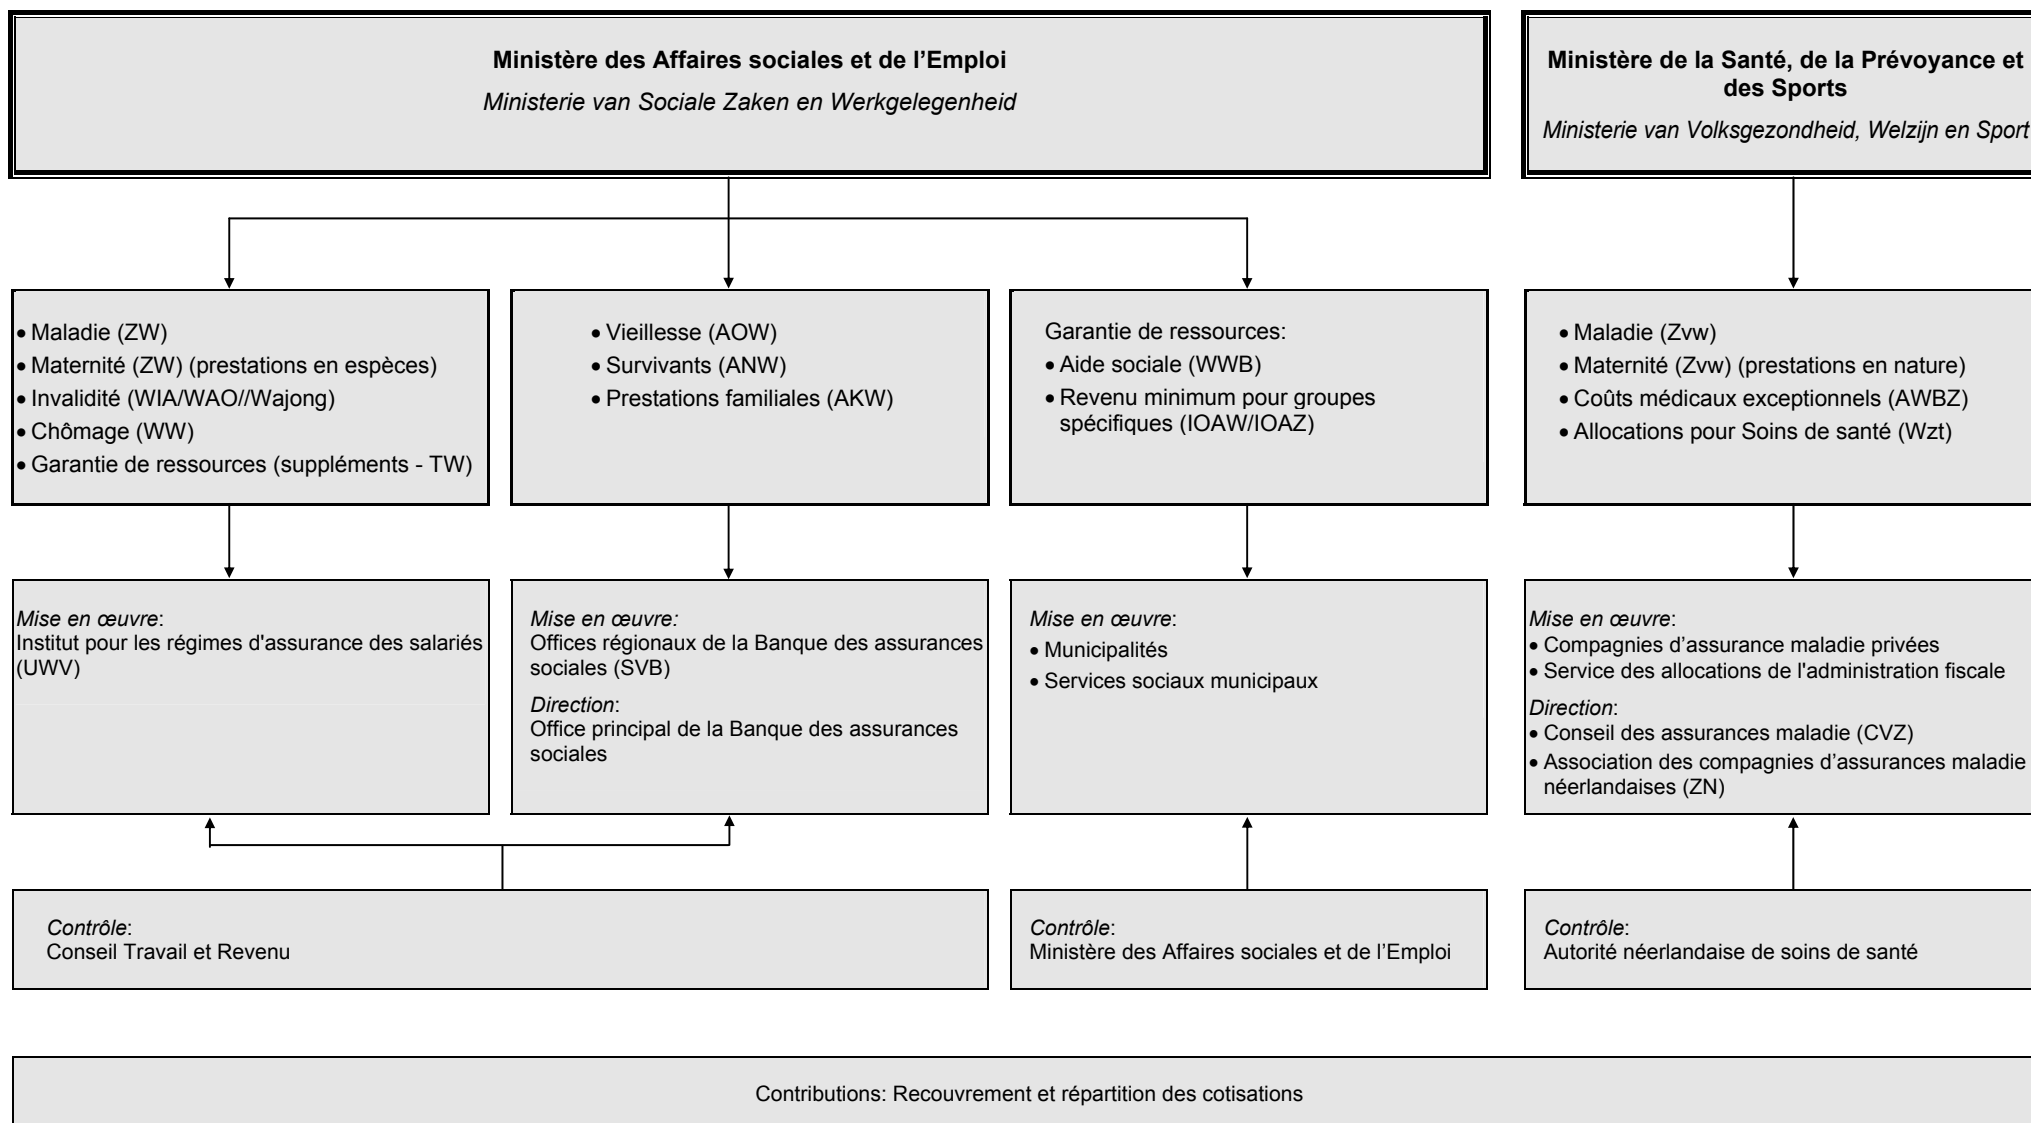 Ministère des Affaires sociales et de l’Emploi
Ministerie van Sociale Zaken en Werkgelegenheid
Ministère de la Santé, de la Prévoyance et
des Sports
Ministerie van Volksgezondheid, Welzijn en Sport
• Maladie (ZW)
• Maternité (ZW) (prestations en espèces)
• Invalidité (WIA/WAO//Wajong)
• Chômage (WW)
• Garantie de ressources (suppléments - TW)
• Vieillesse (AOW)
• Survivants (ANW)
• Prestations familiales (AKW)
Garantie de ressources:
• Aide sociale (WWB)
• Revenu minimum pour groupes
spécifiques (IOAW/IOAZ)
• Maladie (Zvw)
• Maternité (Zvw) (prestations en nature)
• Coûts médicaux exceptionnels (AWBZ)
• Allocations pour Soins de santé (Wzt)
Mise en œuvre:
Institut pour les régimes d'assurance des salariés
(UWV)
Mise en œuvre:
Offices régionaux de la Banque des assurances
sociales (SVB)
Direction:
Office principal de la Banque des assurances
sociales
Mise en œuvre:
• Municipalités
• Services sociaux municipaux
Mise en œuvre:
• Compagnies d’assurance maladie privées
• Service des allocations de l'administration fiscale
Direction:
• Conseil des assurances maladie (CVZ)
• Association des compagnies d’assurances maladie
néerlandaises (ZN)
Contrôle:
Conseil Travail et Revenu
Contrôle:
Ministère des Affaires sociales et de l’Emploi
Contrôle:
Autorité néerlandaise de soins de santé
Contributions: Recouvrement et répartition des cotisations